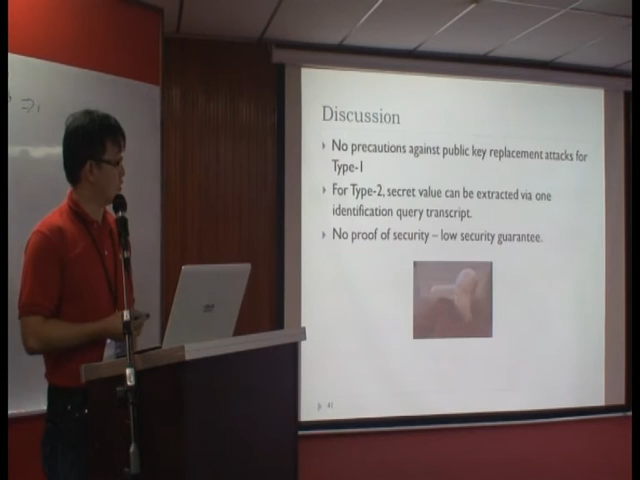 Discussion
No precautions against public key replacement attacks for
Type-1
For Type-2, secret value can be extracted via one
identification query transcript.
No proof of security – low security guarantee.
41